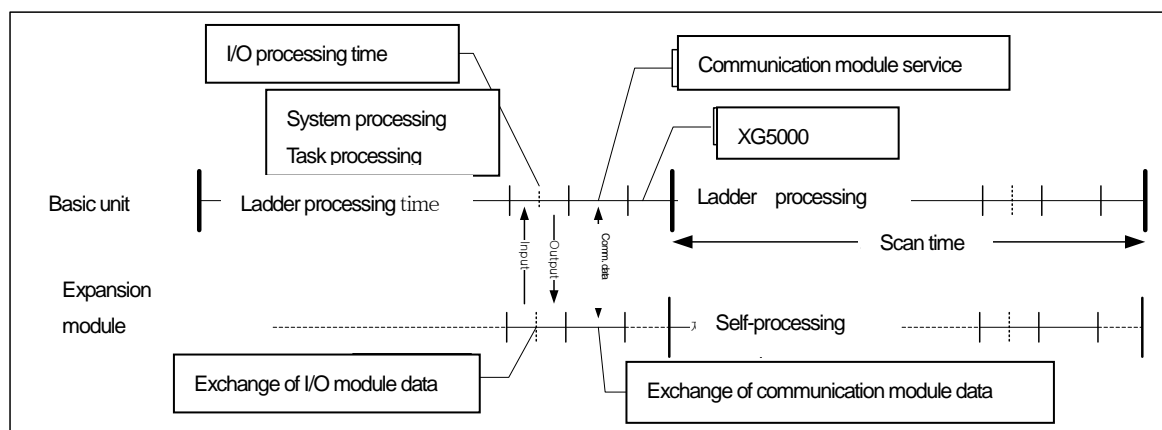 I/O processing time
Communication module service
System processing
Task processing
XG5000
Basic unit
Ladder processing time
Ladder processing
Scan time
Input
Output
Comm. data
Expansion
module
Self-processing
Exchange of I/O module data
Exchange of communication module data